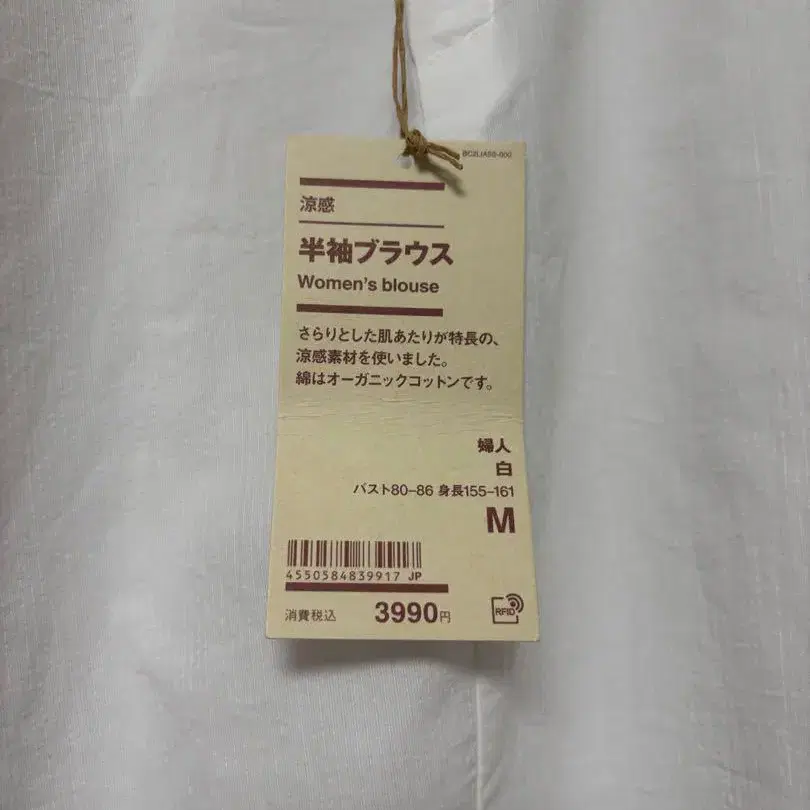 涼感
半袖ブラウス
Women's blouse
さらりとした肌あたりが特長の、
涼感素材を使いました。
綿はオーガニックコットンです。
婦人
白
バスト80–86 身長155–161
M
4550584839917 JP
消費税込 3990円
RFID